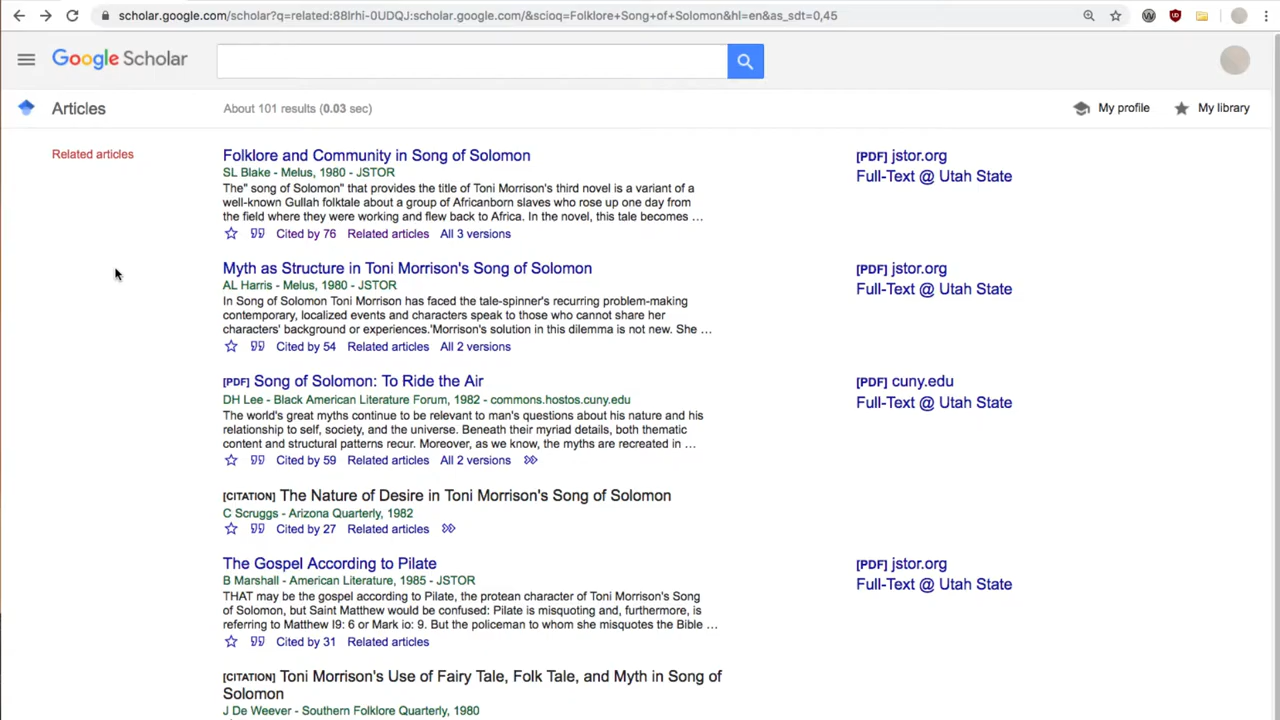 scholar.google.com/scholar?q=related:88lrhi-0UDQJ:scholar.google.com/&scioq=Folklore+Song+of+Solomon&hl=en&as_sdt=0,45
Google Scholar
Articles
About 101 results (0.03 sec)
My profile
My library
Related articles
Folklore and Community in Song of Solomon
[PDF] jstor.org
SL Blake - Melus, 1980 - JSTOR
Full-Text @ Utah State
The" song of Solomon" that provides the title of Toni Morrison's third novel is a variant of a
well-known Gullah folktale about a group of Africanborn slaves who rose up one day from
the field where they were working and flew back to Africa. In the novel, this tale becomes …
Cited by 76 Related articles All 3 versions
Myth as Structure in Toni Morrison's Song of Solomon
[PDF] jstor.org
AL Harris - Melus, 1980 - JSTOR
Full-Text @ Utah State
In Song of Solomon Toni Morrison has faced the tale-spinner's recurring problem-making
contemporary, localized events and characters speak to those who cannot share her
characters' background or experiences.'Morrison's solution in this dilemma is not new. She …
Cited by 54 Related articles All 2 versions
[PDF] Song of Solomon: To Ride the Air
[PDF] cuny.edu
DH Lee - Black American Literature Forum, 1982 - commons.hostos.cuny.edu
Full-Text @ Utah State
The world's great myths continue to be relevant to man's questions about his nature and his
relationship to self, society, and the universe. Beneath their myriad details, both thematic
content and structural patterns recur. Moreover, as we know, the myths are recreated in …
Cited by 59 Related articles All 2 versions
[CITATION] The Nature of Desire in Toni Morrison's Song of Solomon
C Scruggs - Arizona Quarterly, 1982
Cited by 27 Related articles
The Gospel According to Pilate
[PDF] jstor.org
B Marshall - American Literature, 1985 - JSTOR
Full-Text @ Utah State
THAT may be the gospel according to Pilate, the protean character of Toni Morrison's Song
of Solomon, but Saint Matthew would be confused: Pilate is misquoting and, furthermore, is
referring to Matthew I9: 6 or Mark io: 9. But the policeman to whom she misquotes the Bible …
Cited by 31 Related articles
[CITATION] Toni Morrison's Use of Fairy Tale, Folk Tale, and Myth in Song of
Solomon
J De Weever - Southern Folklore Quarterly, 1980